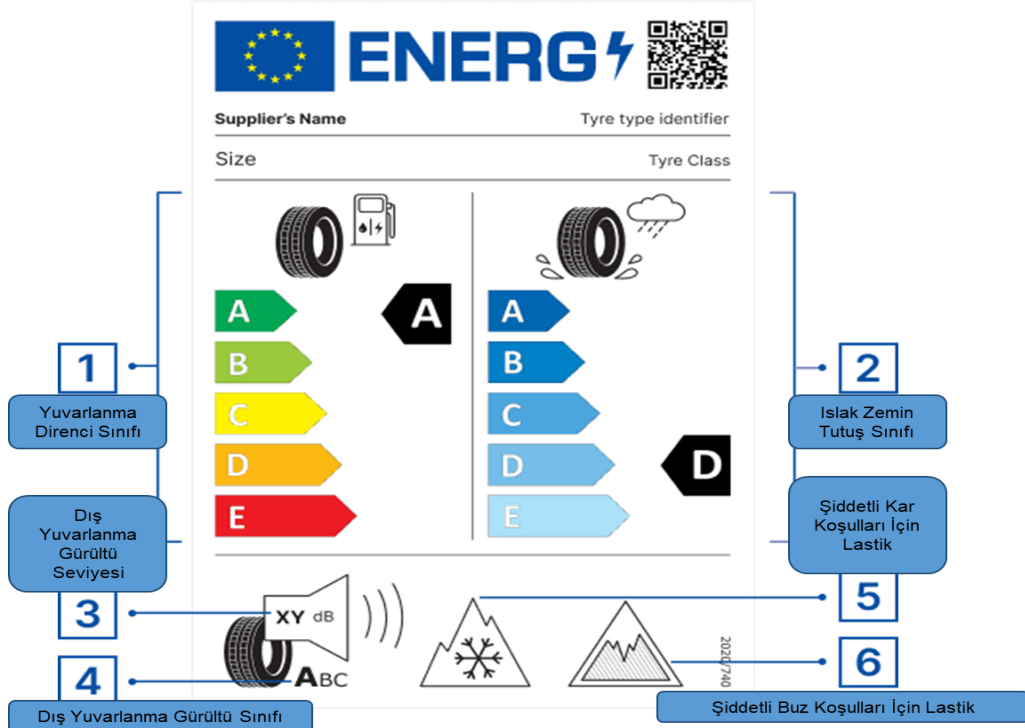 ENERG
Supplier's Name
Tyre type identifier
Size
Tyre Class
A
B
C
D
E
A
A
B
C
D
E
D
1
Yuvarlanma
Direnci Sınıfı
2
Islak Zemin
Tutuş Sınıfı
Dış
Yuvarlanma
Gürültü
Seviyesi
3
Şiddetli Kar
Koşulları İçin
Lastik
5
XY dB
ABC
4
Dış Yuvarlanma Gürültü Sınıfı
2020/740
6
Şiddetli Buz Koşulları İçin Lastik